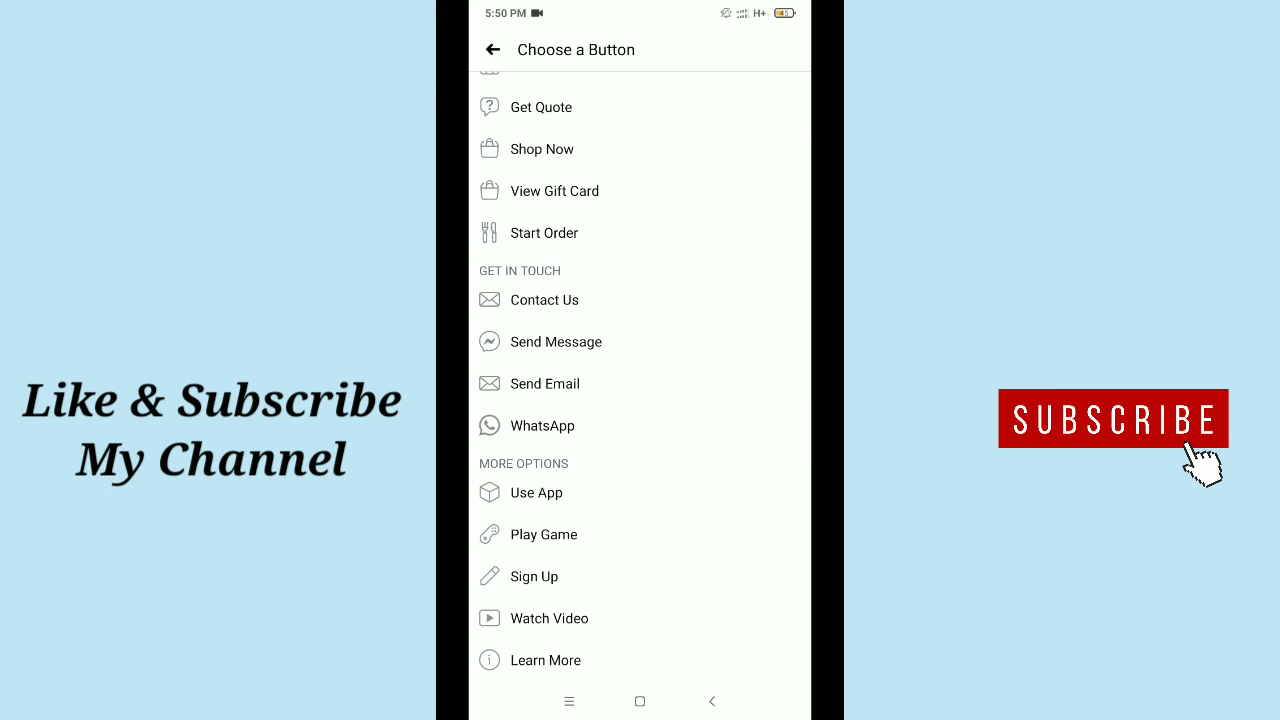 5:50 PM
H+
45
Choose a Button
Get Quote
Shop Now
View Gift Card
Start Order
GET IN TOUCH
Contact Us
Send Message
Send Email
WhatsApp
MORE OPTIONS
Use App
Play Game
Sign Up
Watch Video
Learn More
Like & Subscribe
My Channel
SUBSCRIBE